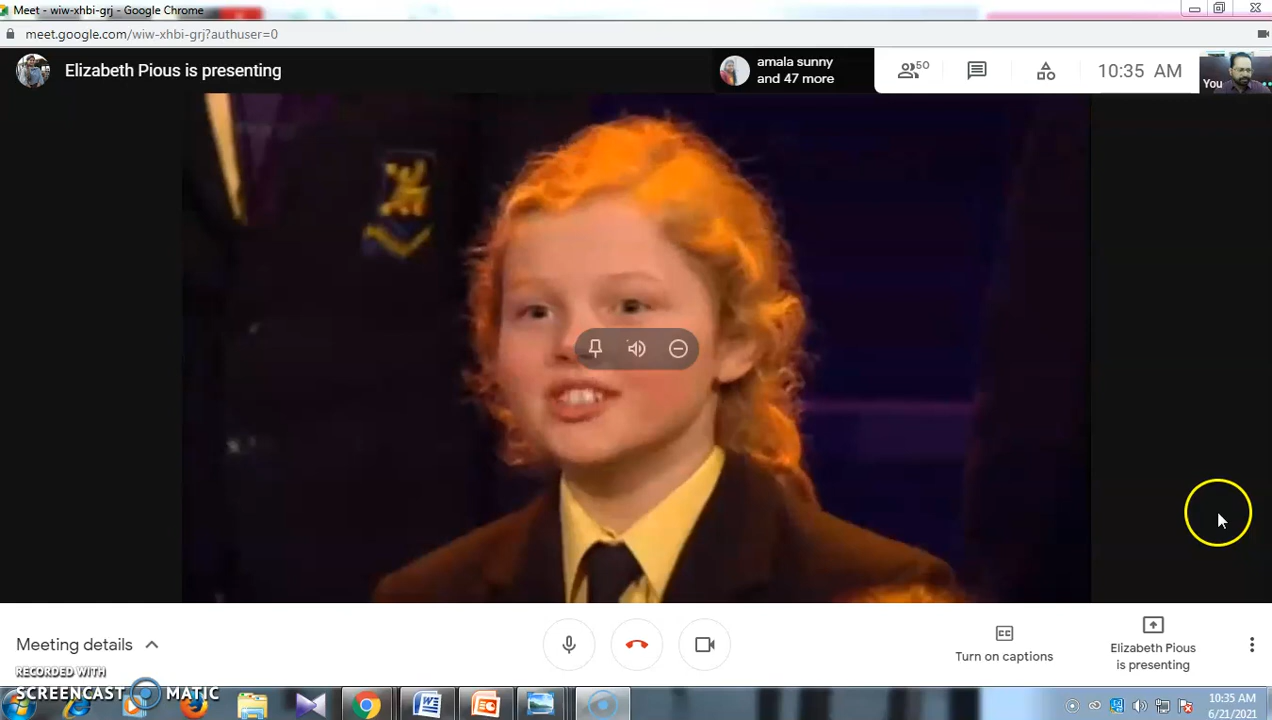 Meet - wiw-xhbi-grj - Google Chrome
meet.google.com/wiw-xhbi-grj?authuser=0
Elizabeth Pious is presenting
amala sunny
and 47 more
50
10:35 AM
You
Meeting details
Turn on captions
Elizabeth Pious
is presenting
RECORDED WITH
SCREENCAST MATIC
10:35 AM
6/21/2021